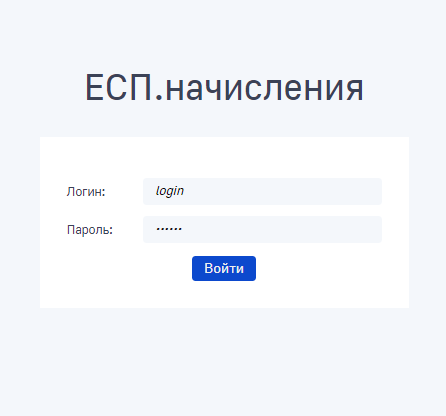 ЕСП.начисления
Логин: login
Пароль: ••••••
Войти